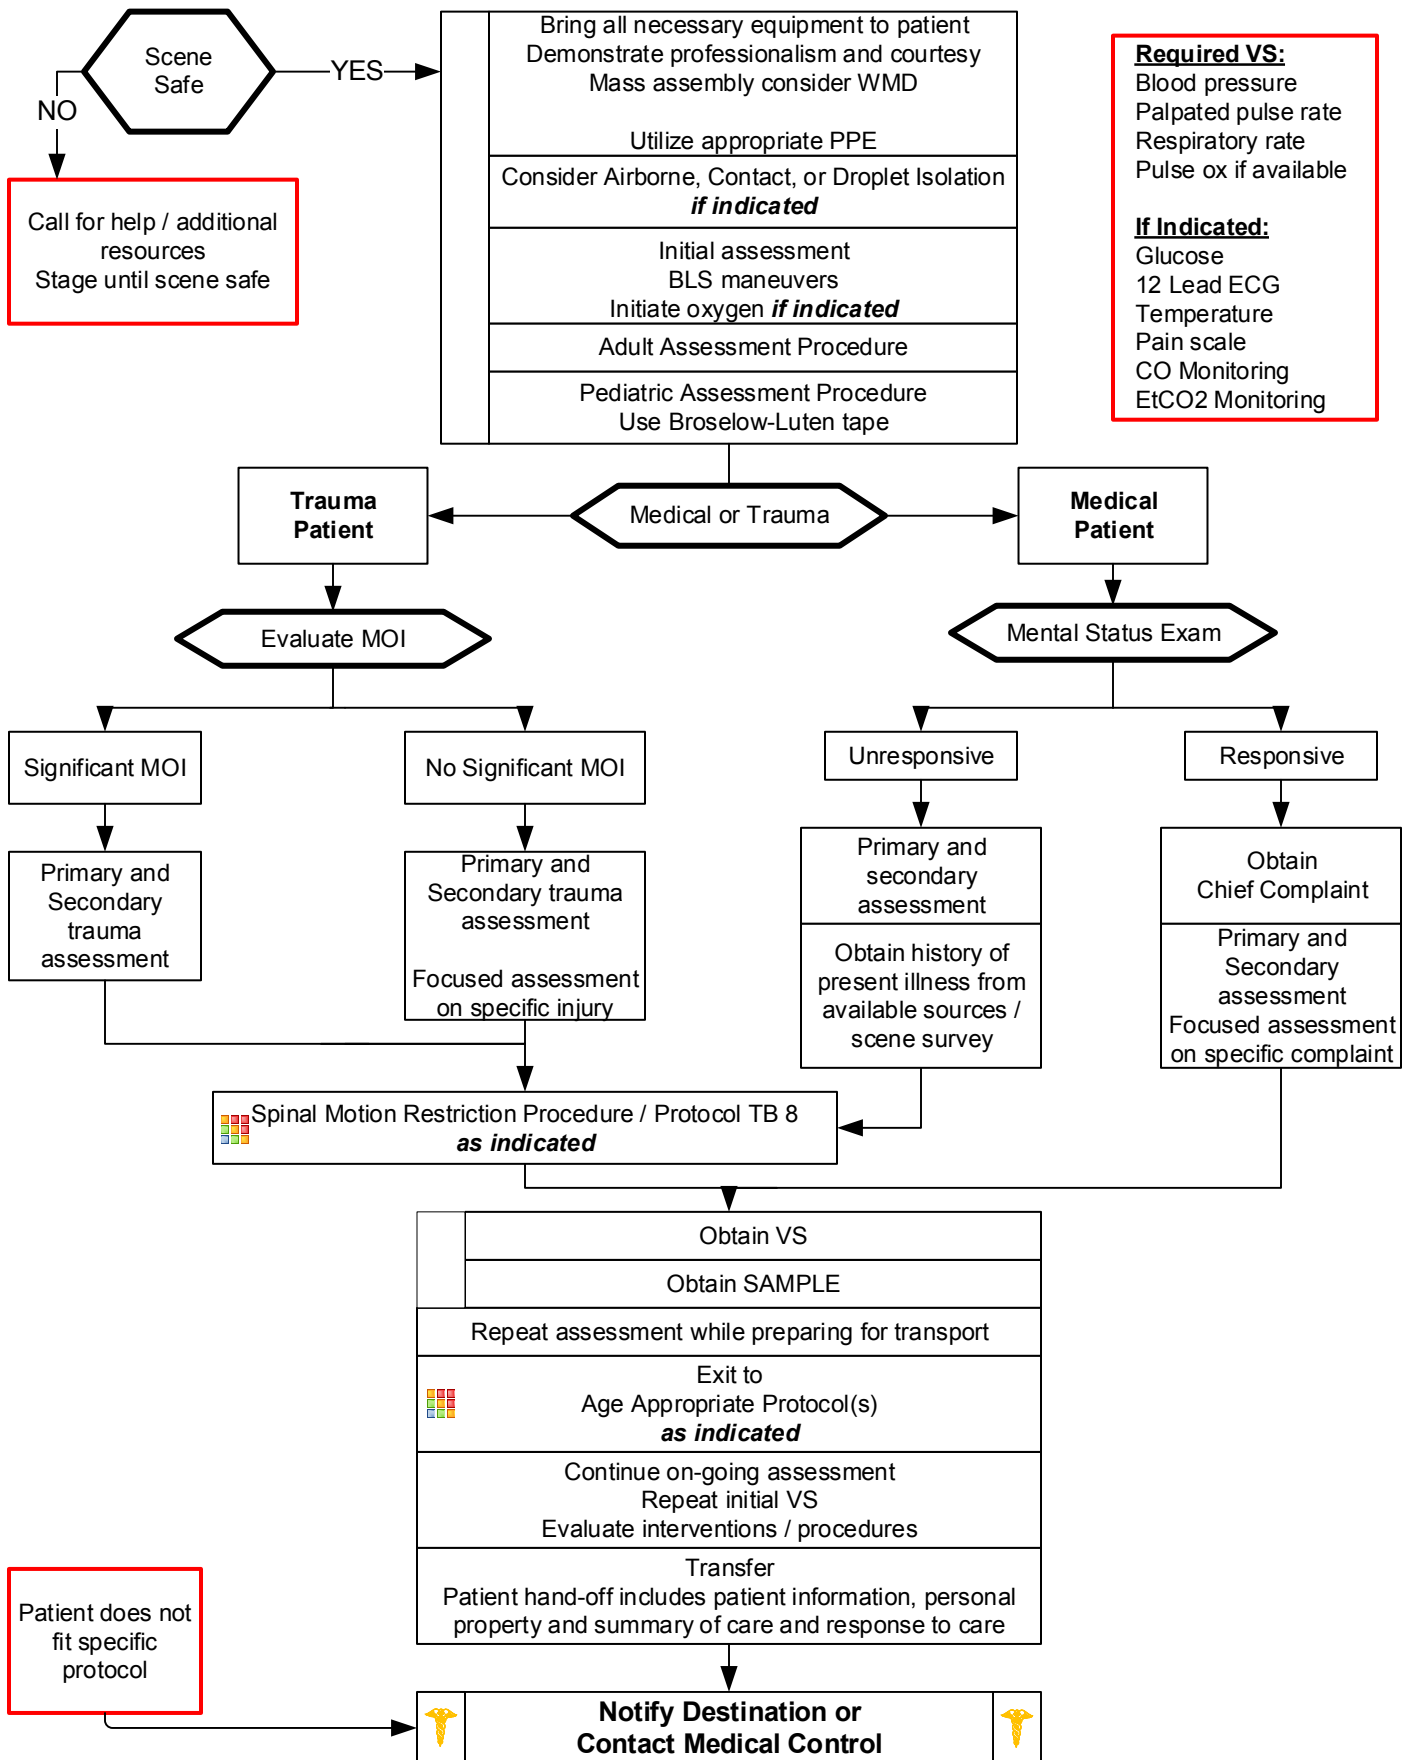 Scene
Safe
YES
NO
Call for help / additional
resources
Stage until scene safe
Bring all necessary equipment to patient
Demonstrate professionalism and courtesy
Mass assembly consider WMD
Utilize appropriate PPE
Consider Airborne, Contact, or Droplet Isolation
if indicated
Initial assessment
BLS maneuvers
Initiate oxygen if indicated
Adult Assessment Procedure
Pediatric Assessment Procedure
Use Broselow-Luten tape
Required VS:
Blood pressure
Palpated pulse rate
Respiratory rate
Pulse ox if available
If Indicated:
Glucose
12 Lead ECG
Temperature
Pain scale
CO Monitoring
EtCO2 Monitoring
Trauma
Patient
Medical or Trauma
Medical
Patient
Evaluate MOI
Mental Status Exam
Significant MOI
No Significant MOI
Unresponsive
Responsive
Primary and
Secondary
trauma
assessment
Primary and
Secondary trauma
assessment
Focused assessment
on specific injury
Primary and
secondary
assessment
Obtain history of
present illness from
available sources /
scene survey
Obtain
Chief Complaint
Primary and
Secondary
assessment
Focused assessment
on specific complaint
Spinal Motion Restriction Procedure / Protocol TB 8
as indicated
Obtain VS
Obtain SAMPLE
Repeat assessment while preparing for transport
Exit to
Age Appropriate Protocol(s)
as indicated
Continue on-going assessment
Repeat initial VS
Evaluate interventions / procedures
Transfer
Patient hand-off includes patient information, personal
property and summary of care and response to care
Patient does not
fit specific
protocol
Notify Destination or
Contact Medical Control